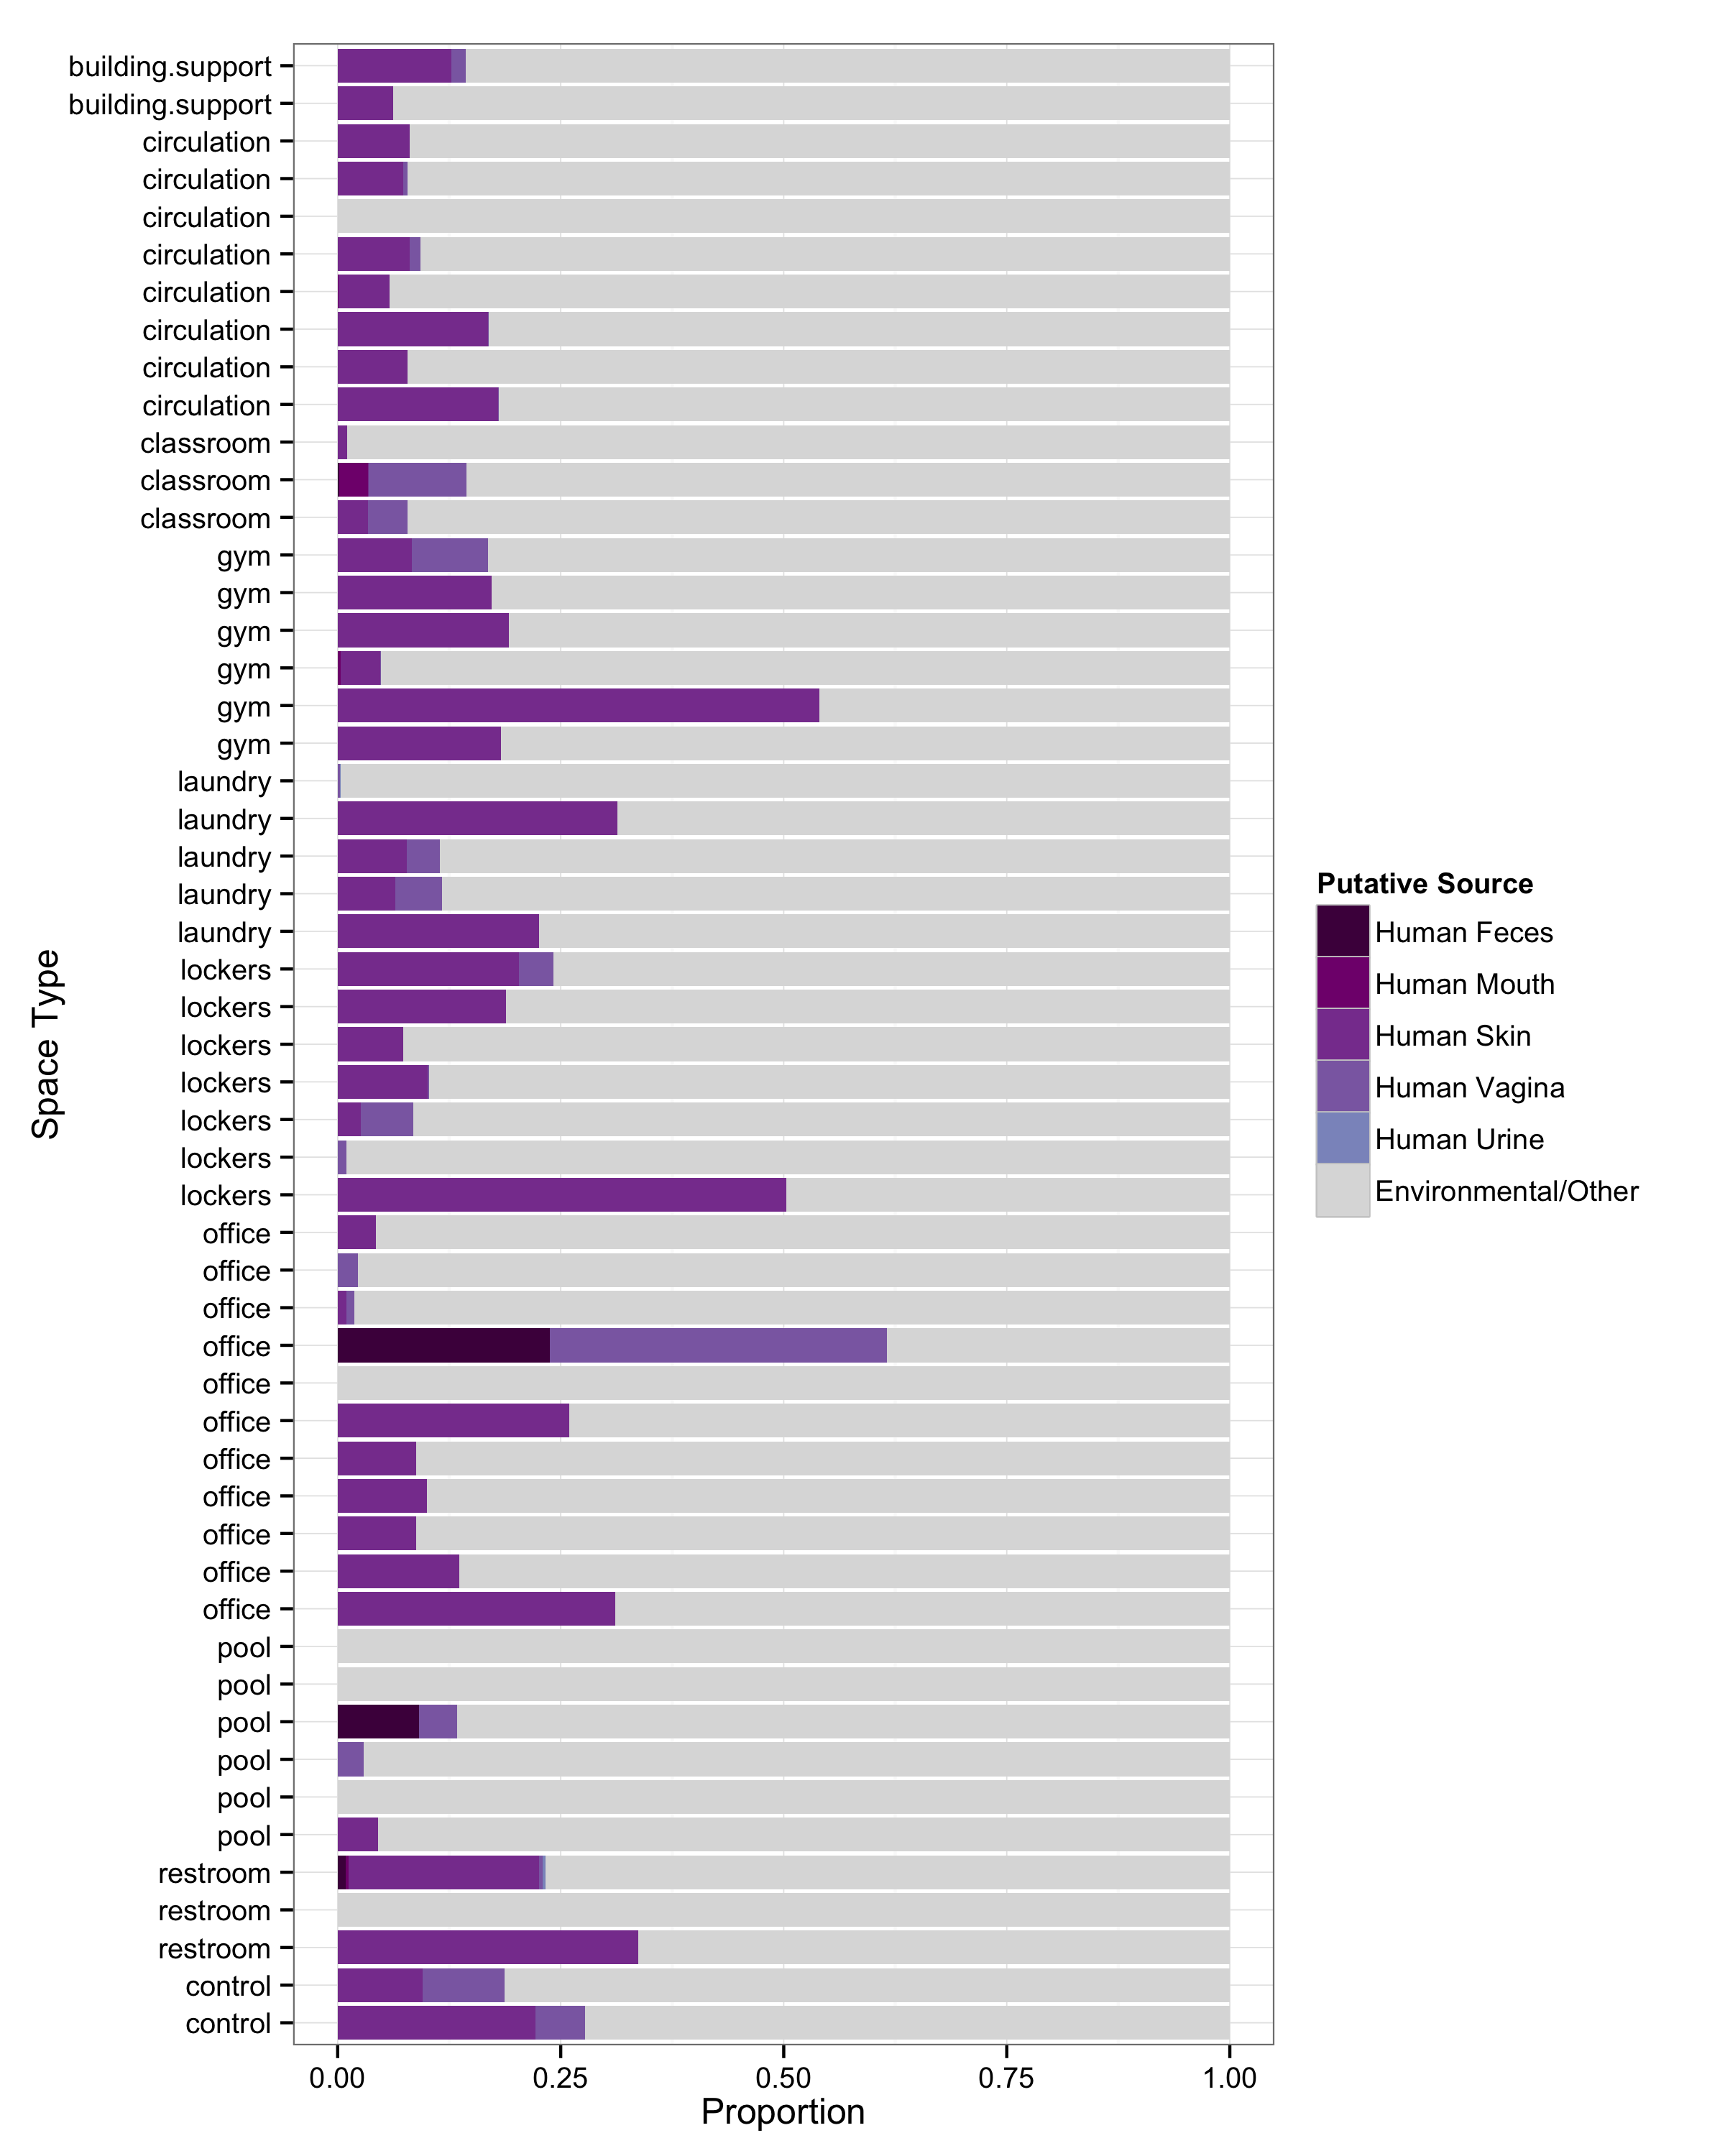 building.support
building.support
circulation
circulation
circulation
circulation
circulation
circulation
circulation
circulation
classroom
classroom
classroom
gym
gym
gym
gym
gym
gym
laundry
laundry
laundry
laundry
laundry
lockers
lockers
lockers
lockers
lockers
lockers
lockers
office
office
office
office
office
office
office
office
office
office
office
pool
pool
pool
pool
pool
pool
restroom
restroom
restroom
control
control
Space Type
0.00 0.25 0.50 0.75 1.00
Proportion
Putative Source
Human Feces
Human Mouth
Human Skin
Human Vagina
Human Urine
Environmental/Other